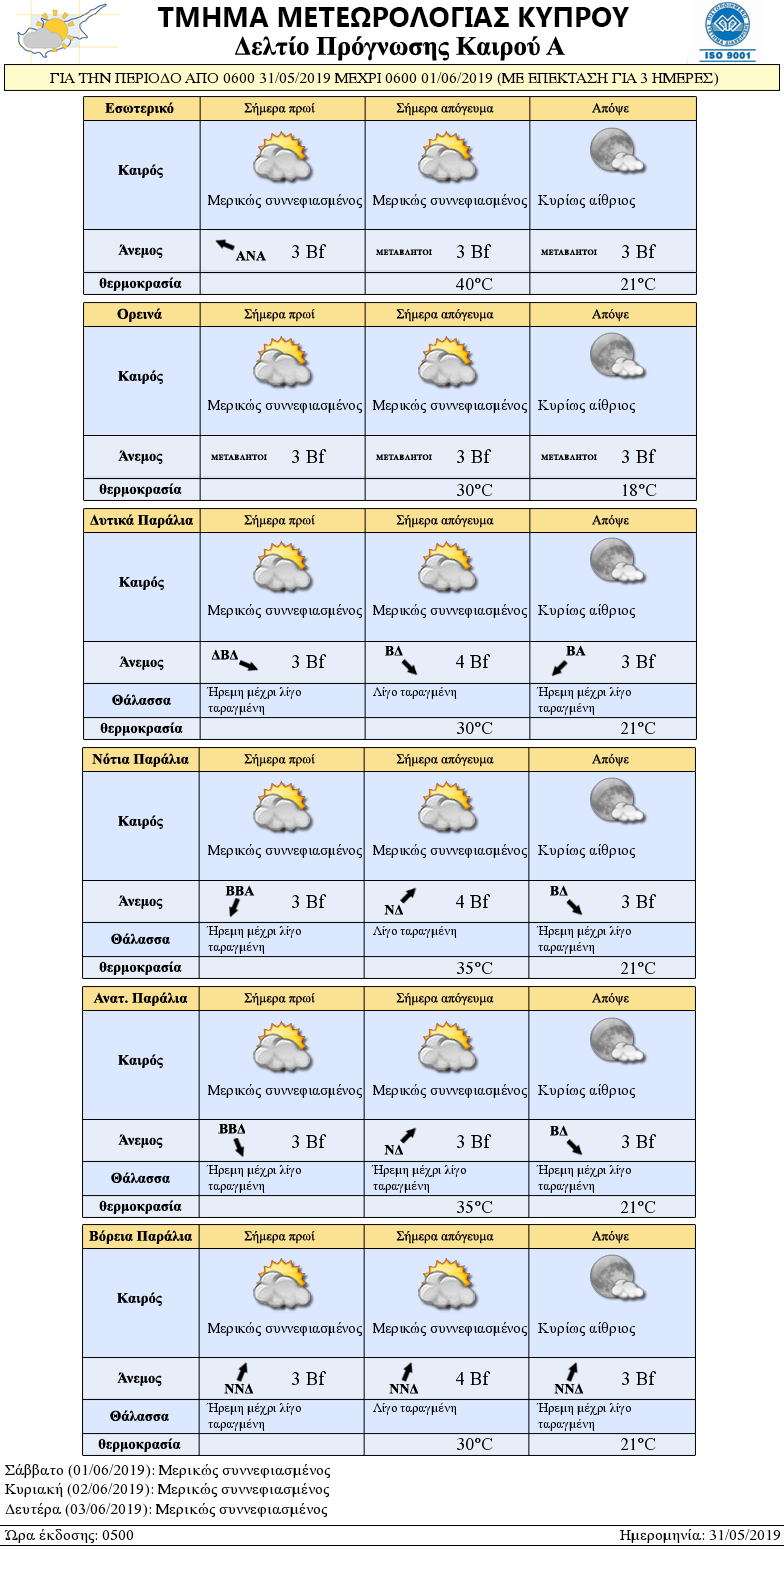 ΤΜΗΜΑ ΜΕΤΕΩΡΟΛΟΓΙΑΣ ΚΥΠΡΟΥ
Δελτίο Πρόγνωσης Καιρού Α
ISO 9001
ΓΙΑ ΤΗΝ ΠΕΡΙΟΔΟ ΑΠΟ 0600 31/05/2019 ΜΕΧΡΙ 0600 01/06/2019 (ΜΕ ΕΠΕΚΤΑΣΗ ΓΙΑ 3 ΗΜΕΡΕΣ)
Εσωτερικό Σήμερα πρωί Σήμερα απόγευμα Απόψε
Καιρός
Μερικώς συννεφιασμένος Μερικώς συννεφιασμένος Κυρίως αίθριος
Άνεμος ΑΝΑ 3 Bf ΜΕΤΑΒΛΗΤΟΙ 3 Bf ΜΕΤΑΒΛΗΤΟΙ 3 Bf
θερμοκρασία 40°C 21°C
Ορεινά Σήμερα πρωί Σήμερα απόγευμα Απόψε
Καιρός
Μερικώς συννεφιασμένος Μερικώς συννεφιασμένος Κυρίως αίθριος
Άνεμος ΜΕΤΑΒΛΗΤΟΙ 3 Bf ΜΕΤΑΒΛΗΤΟΙ 3 Bf ΜΕΤΑΒΛΗΤΟΙ 3 Bf
θερμοκρασία 30°C 18°C
Δυτικά Παράλια Σήμερα πρωί Σήμερα απόγευμα Απόψε
Καιρός
Μερικώς συννεφιασμένος Μερικώς συννεφιασμένος Κυρίως αίθριος
Άνεμος ΔΒΔ 3 Bf ΒΔ 4 Bf ΒΑ 3 Bf
Θάλασσα Ήρεμη μέχρι λίγο ταραγμένη Λίγο ταραγμένη Ήρεμη μέχρι λίγο ταραγμένη
θερμοκρασία 30°C 21°C
Νότια Παράλια Σήμερα πρωί Σήμερα απόγευμα Απόψε
Καιρός
Μερικώς συννεφιασμένος Μερικώς συννεφιασμένος Κυρίως αίθριος
Άνεμος ΒΒΑ 3 Bf ΝΔ 4 Bf ΒΔ 3 Bf
Θάλασσα Ήρεμη μέχρι λίγο ταραγμένη Λίγο ταραγμένη Ήρεμη μέχρι λίγο ταραγμένη
θερμοκρασία 35°C 21°C
Ανατ. Παράλια Σήμερα πρωί Σήμερα απόγευμα Απόψε
Καιρός
Μερικώς συννεφιασμένος Μερικώς συννεφιασμένος Κυρίως αίθριος
Άνεμος ΒΒΔ 3 Bf ΝΔ 3 Bf ΒΔ 3 Bf
Θάλασσα Ήρεμη μέχρι λίγο ταραγμένη Ήρεμη μέχρι λίγο ταραγμένη Ήρεμη μέχρι λίγο ταραγμένη
θερμοκρασία 35°C 21°C
Βόρεια Παράλια Σήμερα πρωί Σήμερα απόγευμα Απόψε
Καιρός
Μερικώς συννεφιασμένος Μερικώς συννεφιασμένος Κυρίως αίθριος
Άνεμος ΝΝΔ 3 Bf ΝΝΔ 4 Bf ΝΝΔ 3 Bf
Θάλασσα Ήρεμη μέχρι λίγο ταραγμένη Λίγο ταραγμένη Ήρεμη μέχρι λίγο ταραγμένη
θερμοκρασία 30°C 21°C
Σάββατο (01/06/2019): Μερικώς συννεφιασμένος
Κυριακή (02/06/2019): Μερικώς συννεφιασμένος
Δευτέρα (03/06/2019): Μερικώς συννεφιασμένος
Ώρα έκδοσης: 0500 Ημερομηνία: 31/05/2019